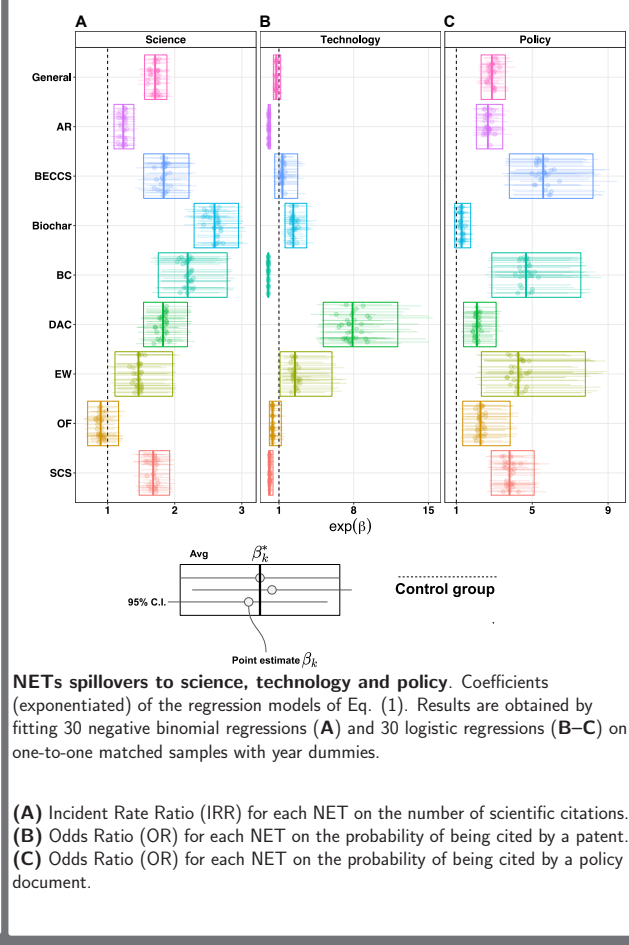 A B C
Science Technology Policy
General
AR
BECCS
Biochar
BC
DAC
EW
OF
SCS
1 2 3 1 8 15 1 5 9
exp(β)
Avg β*k
Control group
95% C.I.
.
Point estimate βk
NETs spillovers to science, technology and policy. Coefficients
(exponentiated) of the regression models of Eq. (1). Results are obtained by
fitting 30 negative binomial regressions (A) and 30 logistic regressions (B–C) on
one-to-one matched samples with year dummies.
(A) Incident Rate Ratio (IRR) for each NET on the number of scientific citations.
(B) Odds Ratio (OR) for each NET on the probability of being cited by a patent.
(C) Odds Ratio (OR) for each NET on the probability of being cited by a policy
document.